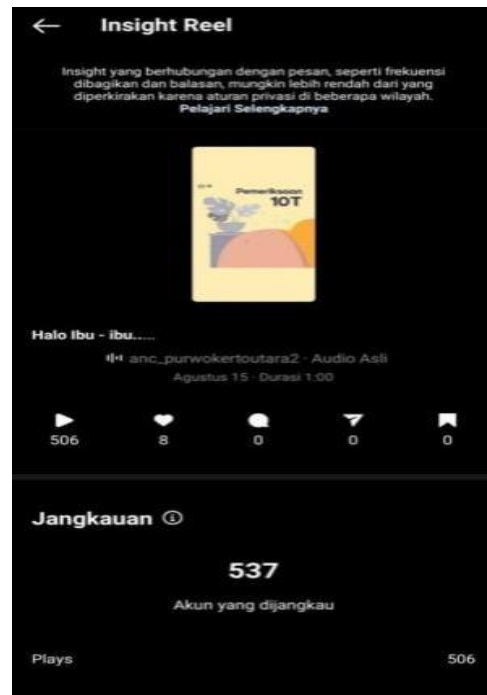 Insight Reel
Insight yang berhubungan dengan pesan, seperti frekuensi
dibagikan dan balasan, mungkin lebih rendah dari yang
diperkirakan karena aturan privasi di beberapa wilayah.
Pelajari Selengkapnya
Pemeriksaan
10T
Halo Ibu - ibu.....
anc_purwokertoutara2 · Audio Asli
Agustus 15 · Durasi 1:00
506 8 0 0 0
Jangkauan
537
Akun yang dijangkau
Plays 506